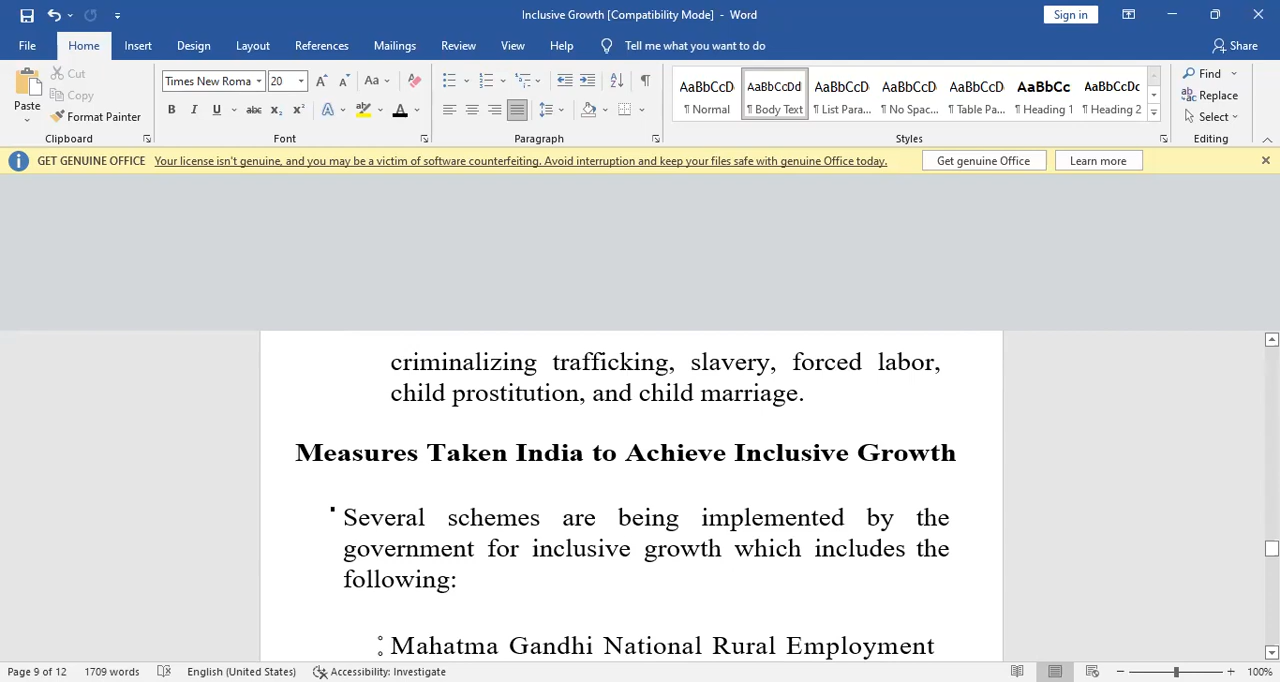 Inclusive Growth [Compatibility Mode] - Word
Sign in
File Home Insert Design Layout References Mailings Review View Help Tell me what you want to do Share
Paste
Cut
Copy
Format Painter
Clipboard
Times New Roma 20
Font
Paragraph
AaBbCcD AaBbCcDd AaBbCcD AaBbCcD AaBbCcD AaBbCc AaBbCcDc
¶ Normal ¶ Body Text ¶ List Para... ¶ No Spac... ¶ Table Pa... ¶ Heading 1 ¶ Heading 2
Styles
Find
Replace
Select
Editing
GET GENUINE OFFICE Your license isn't genuine, and you may be a victim of software counterfeiting. Avoid interruption and keep your files safe with genuine Office today. Get genuine Office Learn more
criminalizing trafficking, slavery, forced labor,
child prostitution, and child marriage.
Measures Taken India to Achieve Inclusive Growth
Several schemes are being implemented by the
government for inclusive growth which includes the
following:
Mahatma Gandhi National Rural Employment
Page 9 of 12 1709 words English (United States) Accessibility: Investigate 100%